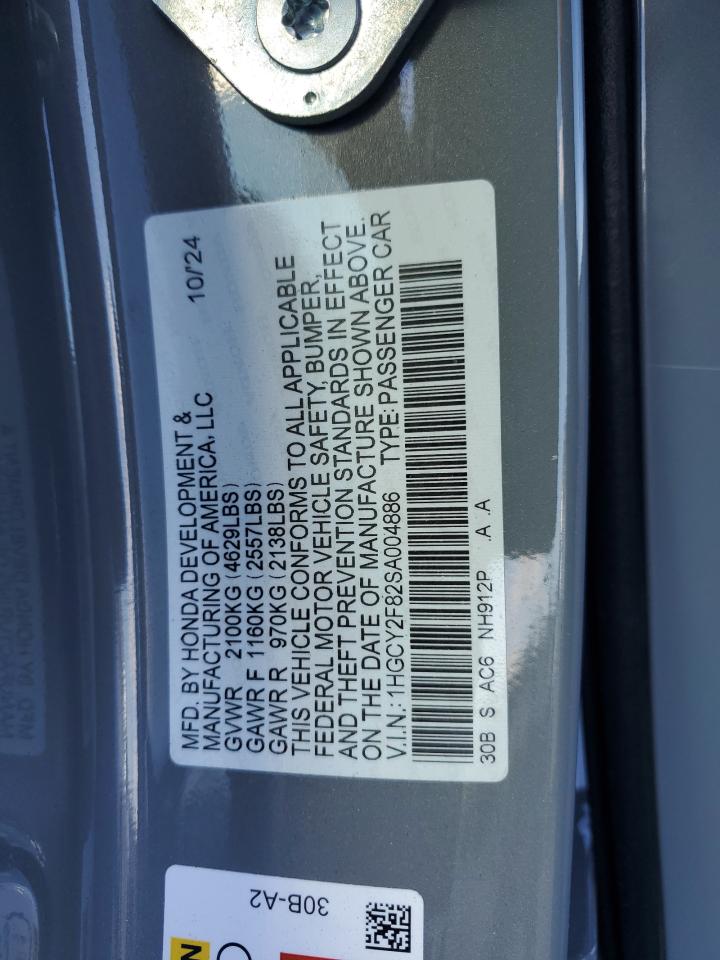 10/'24
MFD. BY HONDA DEVELOPMENT &
MANUFACTURING OF AMERICA, LLC
GVWR 2100KG (4629LBS)
GAWR F 1160KG (2557LBS)
GAWR R 970KG (2138LBS)
THIS VEHICLE CONFORMS TO ALL APPLICABLE
FEDERAL MOTOR VEHICLE SAFETY, BUMPER,
AND THEFT PREVENTION STANDARDS IN EFFECT
ON THE DATE OF MANUFACTURE SHOWN ABOVE.
V.I.N.: 1HGCY2F82SA004886 TYPE: PASSENGER CAR
30B S AC6 NH912P .A .A
30B-A2